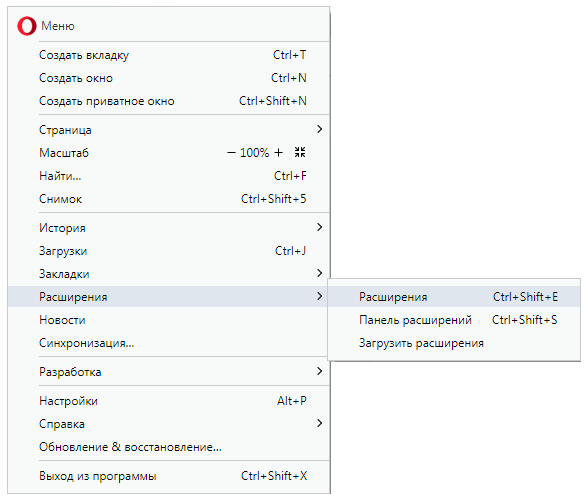 Меню
Создать вкладку Ctrl+T
Создать окно Ctrl+N
Создать приватное окно Ctrl+Shift+N
Страница
Масштаб − 100% +
Найти... Ctrl+F
Снимок Ctrl+Shift+5
История
Загрузки Ctrl+J
Закладки
Расширения
Расширения Ctrl+Shift+E
Новости
Панель расширений Ctrl+Shift+S
Синхронизация...
Загрузить расширения
Разработка
Настройки Alt+P
Справка
Обновление & восстановление...
Выход из программы Ctrl+Shift+X